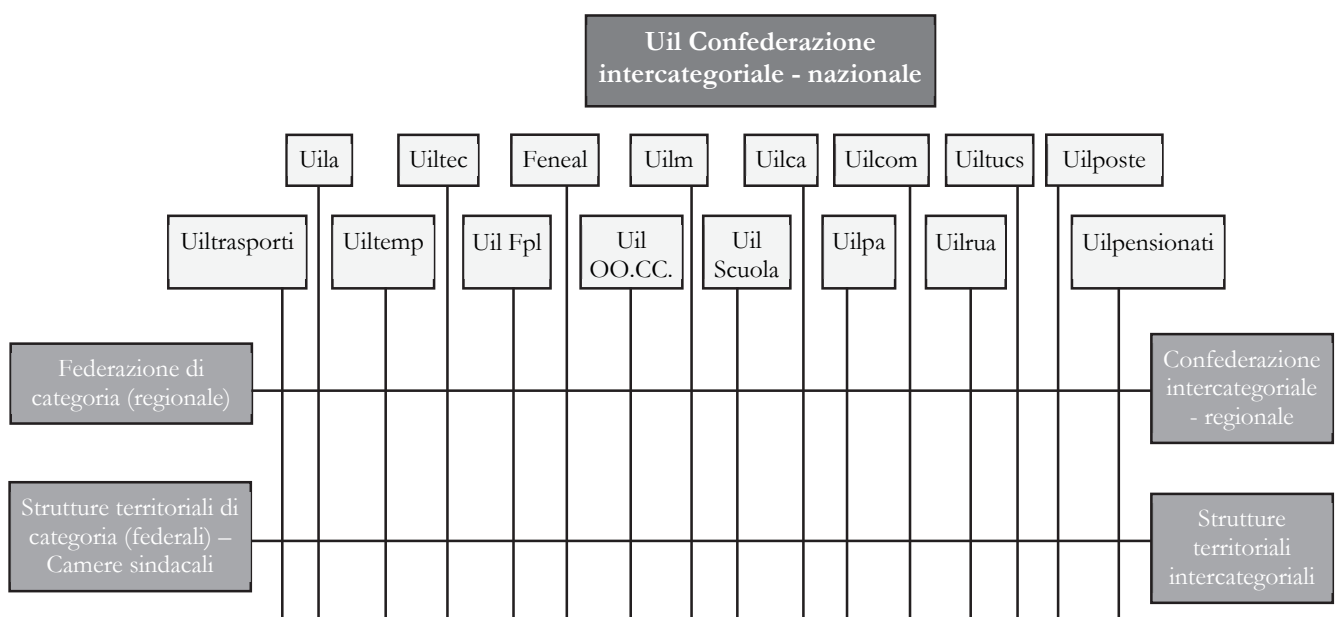 Uil Confederazione
intercategoriale - nazionale
Uila
Uiltec
Feneal
Uilm
Uilca
Uilcom
Uiltucs
Uilposte
Uiltrasporti
Uiltemp
Uil Fpl
Uil
OO.CC.
Uil
Scuola
Uilpa
Uilrua
Uilpensionati
Federazione di
categoria (regionale)
Confederazione
intercategoriale
- regionale
Strutture territoriali di
categoria (federali) –
Camere sindacali
Strutture
territoriali
intercategoriali